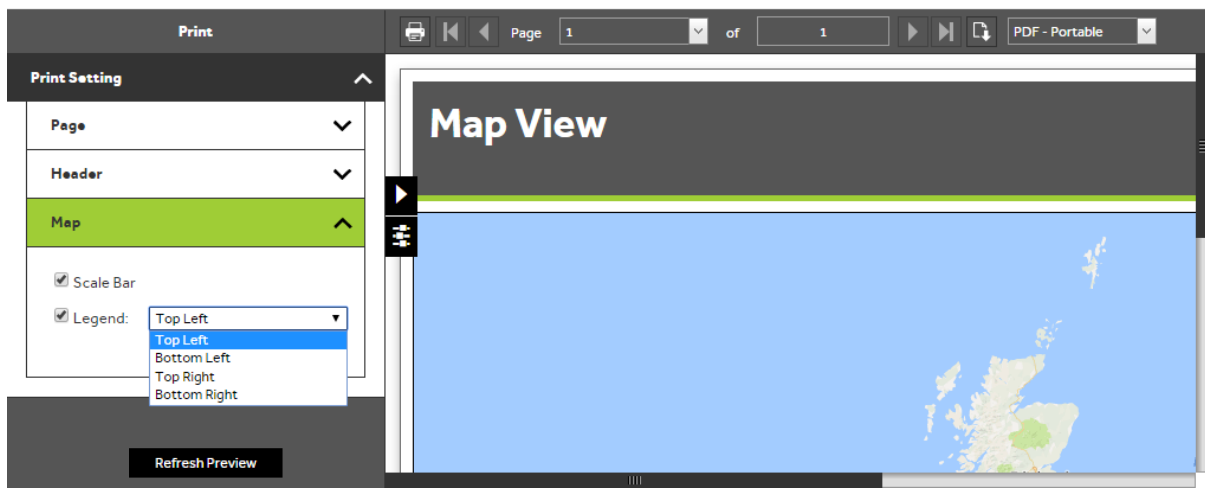 Print
Page 1 of 1 PDF - Portable
Print Setting
Page
Header
Map
Scale Bar
Legend: Top Left
Top Left
Bottom Left
Top Right
Bottom Right
Refresh Preview
Map View